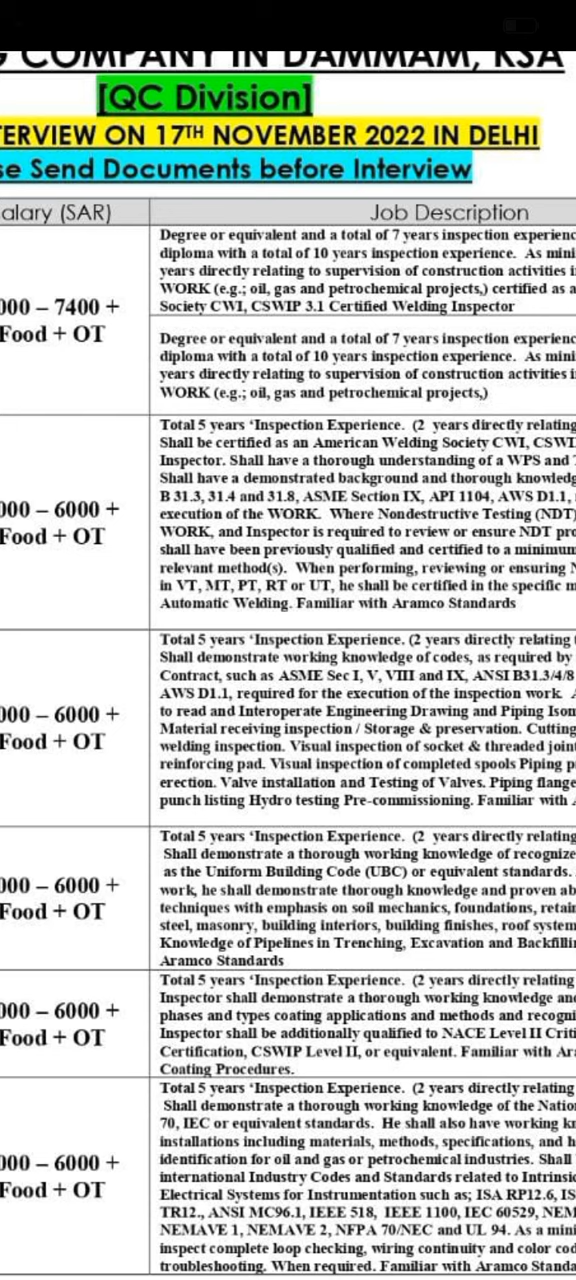 COMPANY IN DAMMAM, KSA
[QC Division]
TERVIEW ON 17TH NOVEMBER 2022 IN DELHI
se Send Documents before Interview
alary (SAR) Job Description
000 – 7400 +
Food + OT
Degree or equivalent and a total of 7 years inspection experienc
diploma with a total of 10 years inspection experience. As mini
years directly relating to supervision of construction activities i
WORK (e.g.; oil, gas and petrochemical projects,) certified as a
Society CWI, CSWIP 3.1 Certified Welding Inspector
Degree or equivalent and a total of 7 years inspection experienc
diploma with a total of 10 years inspection experience. As mini
years directly relating to supervision of construction activities i
WORK (e.g.; oil, gas and petrochemical projects,)
000 – 6000 +
Food + OT
Total 5 years ‘Inspection Experience. (2 years directly relating
Shall be certified as an American Welding Society CWI, CSWI
Inspector. Shall have a thorough understanding of a WPS and
Shall have a demonstrated background and thorough knowledg
B 31.3, 31.4 and 31.8, ASME Section IX, API 1104, AWS D1.1,
execution of the WORK. Where Nondestructive Testing (NDT)
WORK, and Inspector is required to review or ensure NDT pro
shall have been previously qualified and certified to a minimum
relevant method(s). When performing, reviewing or ensuring N
in VT, MT, PT, RT or UT, he shall be certified in the specific m
Automatic Welding. Familiar with Aramco Standards
000 – 6000 +
Food + OT
Total 5 years ‘Inspection Experience. (2 years directly relating t
Shall demonstrate working knowledge of codes, as required by
Contract, such as ASME Sec I, V, VIII and IX, ANSI B31.3/4/8
AWS D1.1, required for the execution of the inspection work. A
to read and Interoperate Engineering Drawing and Piping Ison
Material receiving inspection / Storage & preservation. Cutting
welding inspection. Visual inspection of socket & threaded joint
reinforcing pad. Visual inspection of completed spools Piping p
erection. Valve installation and Testing of Valves. Piping flange
punch listing Hydro testing Pre-commissioning. Familiar with A
000 – 6000 +
Food + OT
Total 5 years ‘Inspection Experience. (2 years directly relating
Shall demonstrate a thorough working knowledge of recognize
as the Uniform Building Code (UBC) or equivalent standards.
work, he shall demonstrate thorough knowledge and proven ab
techniques with emphasis on soil mechanics, foundations, retain
steel, masonry, building interiors, building finishes, roof system
Knowledge of Pipelines in Trenching, Excavation and Backfillin
Aramco Standards
000 – 6000 +
Food + OT
Total 5 years ‘Inspection Experience. (2 years directly relating
Inspector shall demonstrate a thorough working knowledge and
phases and types coating applications and methods and recogni
Inspector shall be additionally qualified to NACE Level II Criti
Certification, CSWIP Level II, or equivalent. Familiar with Ara
Coating Procedures.
000 – 6000 +
Food + OT
Total 5 years ‘Inspection Experience. (2 years directly relating
Shall demonstrate a thorough working knowledge of the Nation
70, IEC or equivalent standards. He shall also have working kn
installations including materials, methods, specifications, and h
identification for oil and gas or petrochemical industries. Shall
international Industry Codes and Standards related to Intrinsic
Electrical Systems for Instrumentation such as; ISA RP12.6, IS
TR12., ANSI MC96.1, IEEE 518, IEEE 1100, IEC 60529, NEM
NEMAVE 1, NEMAVE 2, NFPA 70/NEC and UL 94. As a mini
inspect complete loop checking, wiring continuity and color cod
troubleshooting. When required. Familiar with Aramco Standa